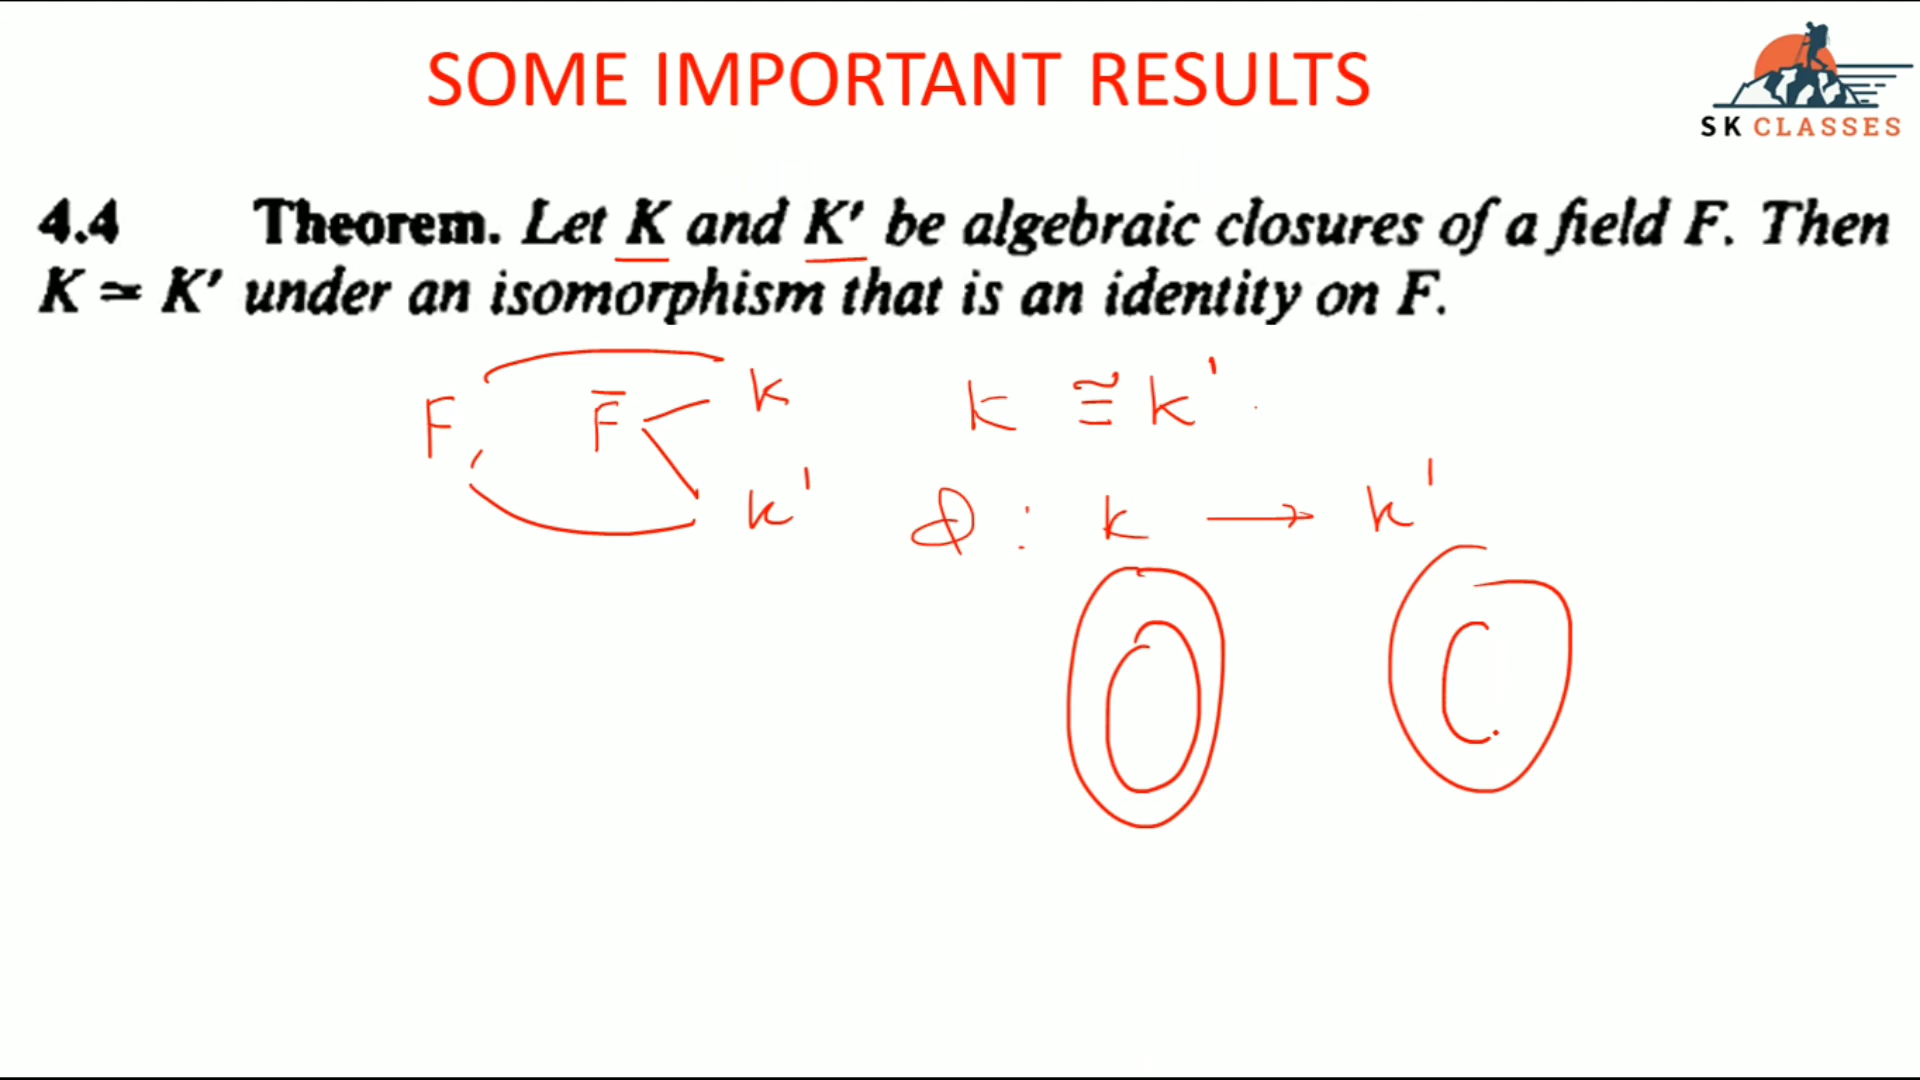 SOME IMPORTANT RESULTS
SK CLASSES
4.4 Theorem. Let K and K' be algebraic closures of a field F. Then
K ≃ K' under an isomorphism that is an identity on F.
F, F̄ k k ≅ k'
k' φ : k → k'